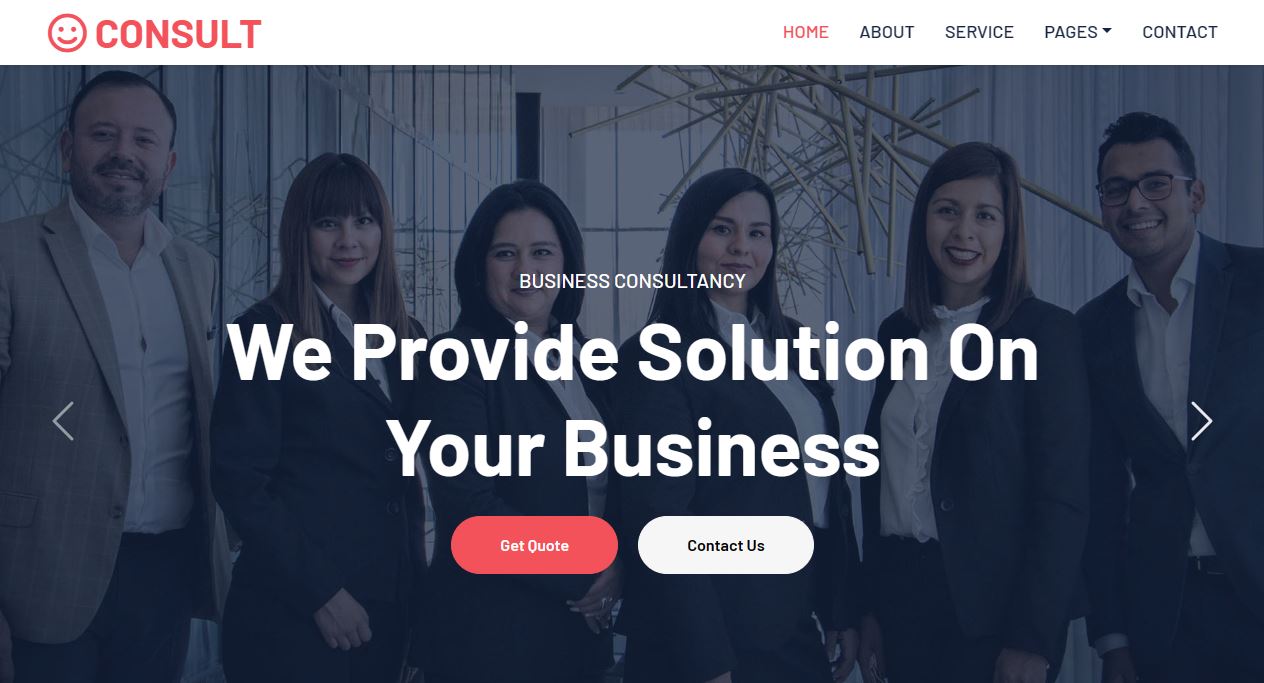 CONSULT
HOME ABOUT SERVICE PAGES CONTACT
BUSINESS CONSULTANCY
We Provide Solution On
Your Business
Get Quote Contact Us